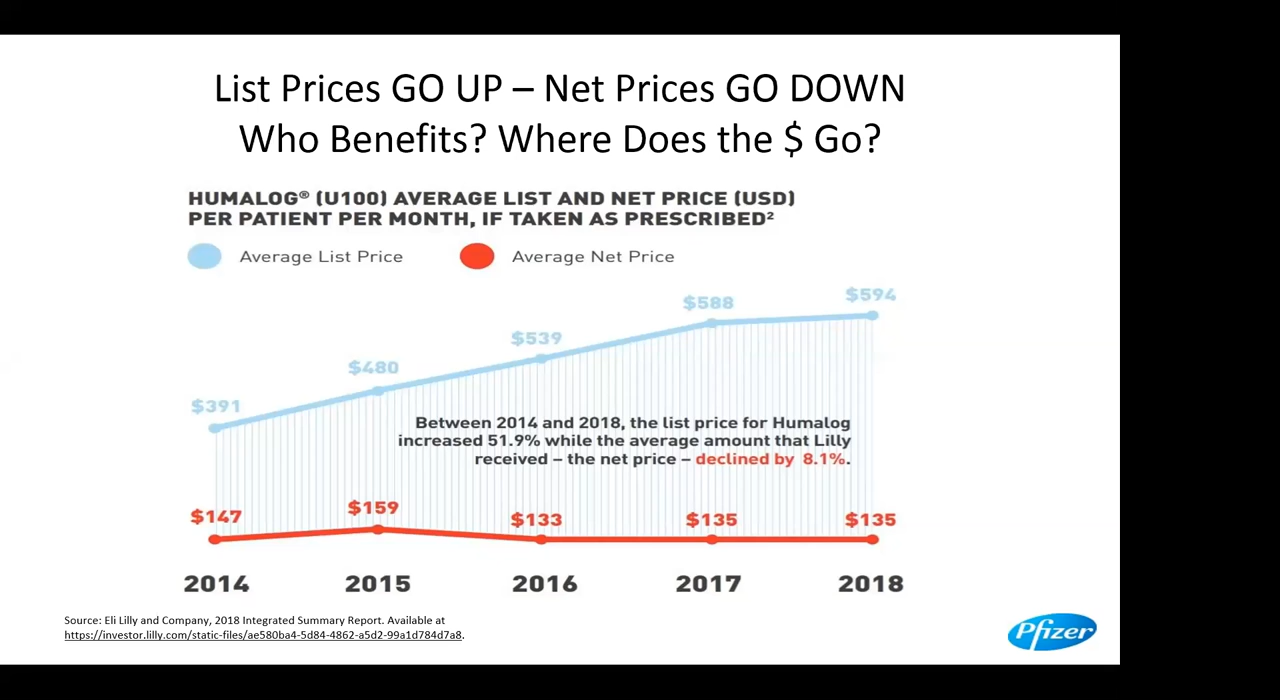 List Prices GO UP – Net Prices GO DOWN
Who Benefits? Where Does the $ Go?
HUMALOG® (U100) AVERAGE LIST AND NET PRICE (USD)
PER PATIENT PER MONTH, IF TAKEN AS PRESCRIBED²
Average List Price Average Net Price
$594
$588
$539
$480
$391
Between 2014 and 2018, the list price for Humalog
increased 51.9% while the average amount that Lilly
received – the net price – declined by 8.1%.
$147 $159 $133 $135 $135
2014 2015 2016 2017 2018
Source: Eli Lilly and Company, 2018 Integrated Summary Report. Available at
https://investor.lilly.com/static-files/ae580ba4-5d84-4862-a5d2-99a1d784d7a8.
Pfizer